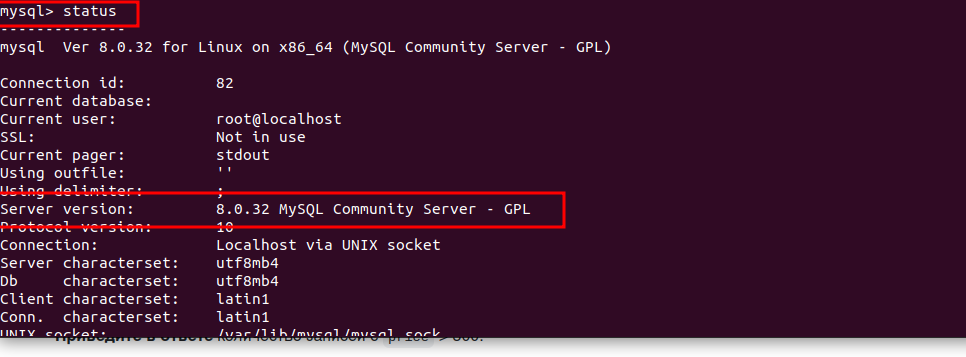 mysql> status
--------------
mysql  Ver 8.0.32 for Linux on x86_64 (MySQL Community Server - GPL)

Connection id:          82
Current database:
Current user:           root@localhost
SSL:                    Not in use
Current pager:          stdout
Using outfile:          ''
Using delimiter:        ;
Server version:         8.0.32 MySQL Community Server - GPL
Protocol version:       10
Connection:             Localhost via UNIX socket
Server characterset:    utf8mb4
Db     characterset:    utf8mb4
Client characterset:    latin1
Conn.  characterset:    latin1
UNIX socket:            /var/lib/mysql/mysql.sock